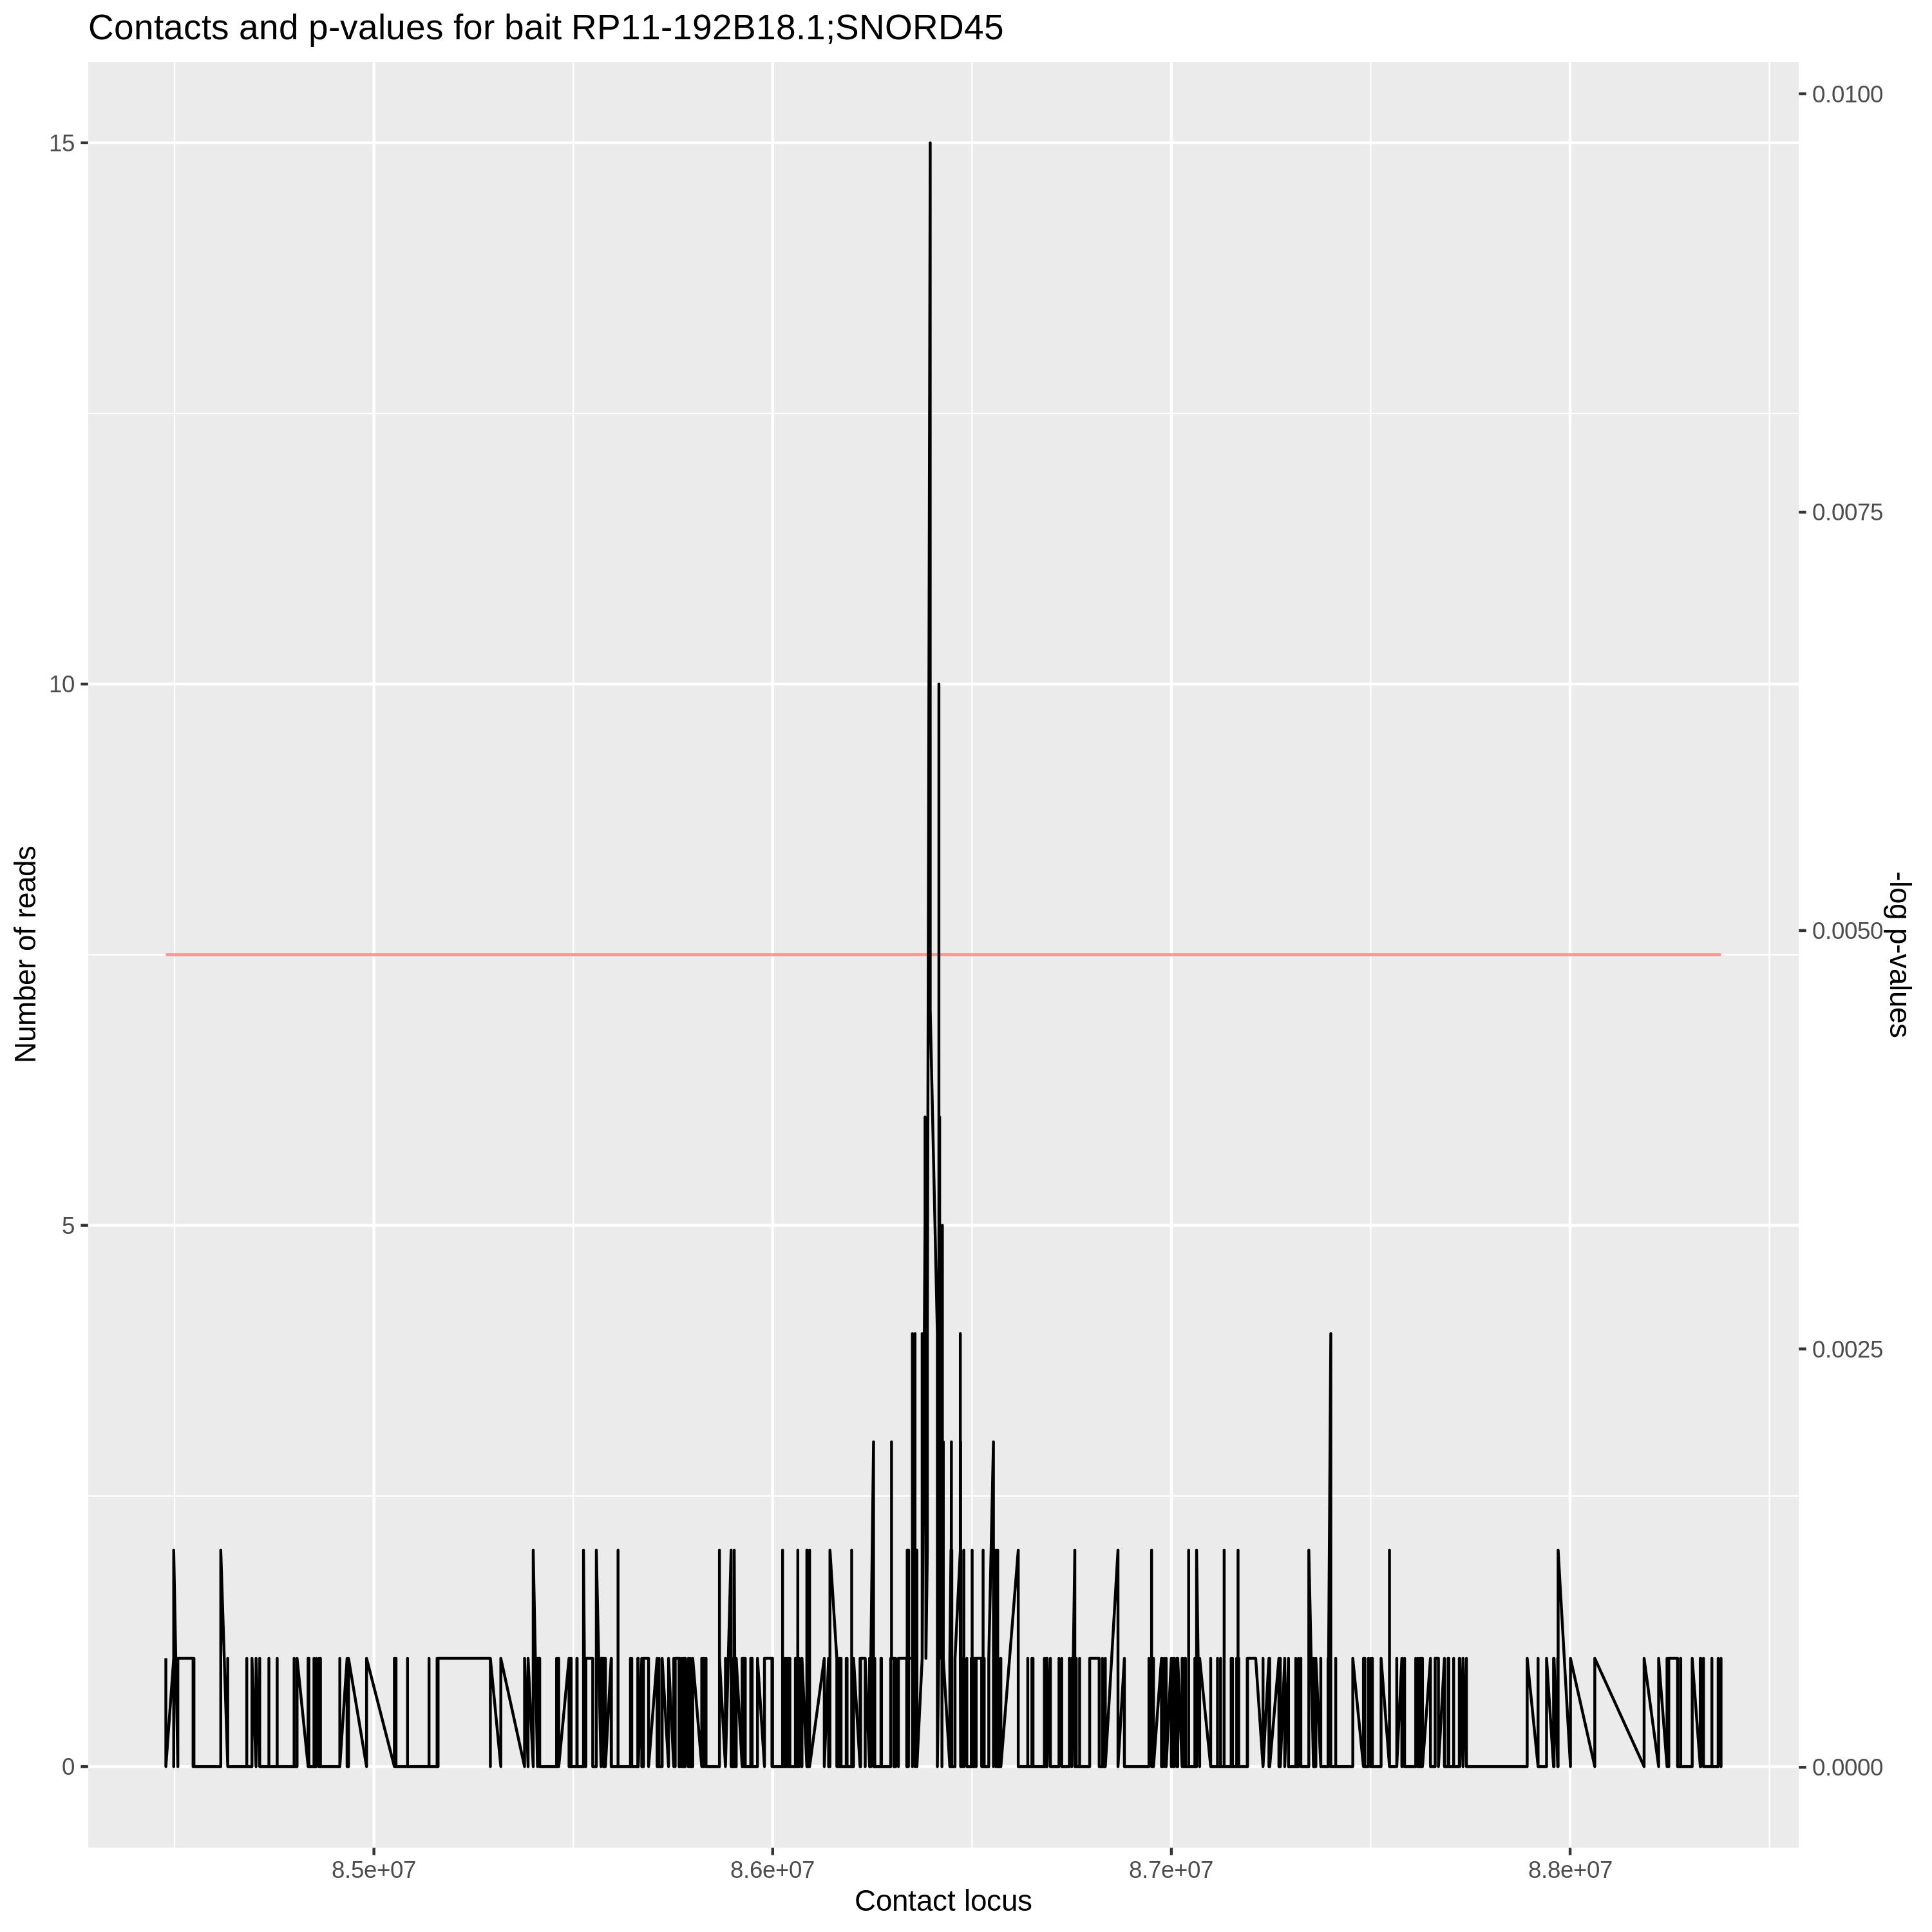 Contacts and p-values for bait RP11-192B18.1;SNORD45
15
10
5
0
Number of reads
0.0100
0.0075
0.0050
0.0025
0.0000
-log p-values
8.5e+07
8.6e+07
8.7e+07
8.8e+07
Contact locus